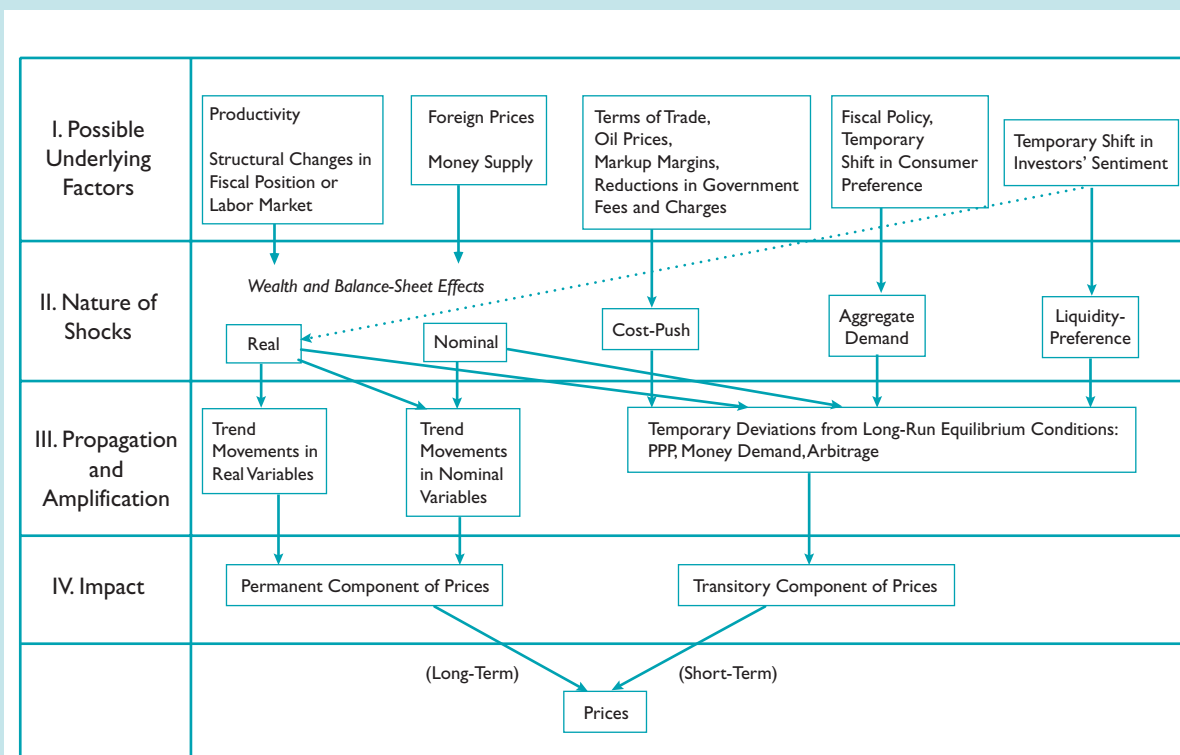 I. Possible
Underlying
Factors
Productivity
Structural Changes in
Fiscal Position or
Labor Market
Foreign Prices
Money Supply
Terms of Trade,
Oil Prices,
Markup Margins,
Reductions in Government
Fees and Charges
Fiscal Policy,
Temporary
Shift in Consumer
Preference
Temporary Shift in
Investors' Sentiment
II. Nature of
Shocks
Wealth and Balance-Sheet Effects
Real
Nominal
Cost-Push
Aggregate
Demand
Liquidity-
Preference
III. Propagation
and
Amplification
Trend
Movements in
Real Variables
Trend
Movements
in Nominal
Variables
Temporary Deviations from Long-Run Equilibrium Conditions:
PPP, Money Demand, Arbitrage
IV. Impact
Permanent Component of Prices
Transitory Component of Prices
(Long-Term)
(Short-Term)
Prices